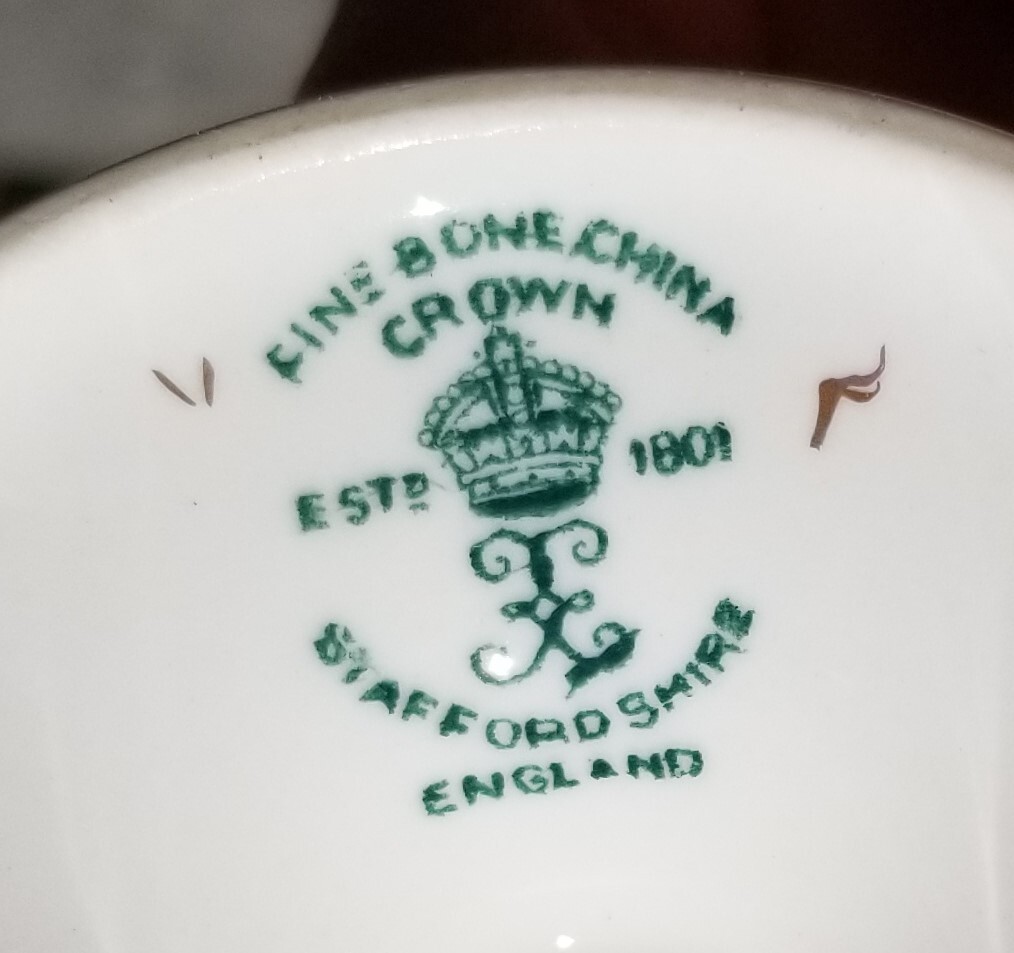 FINE BONE CHINA
CROWN
ESTD 1801
STAFFORDSHIRE
ENGLAND